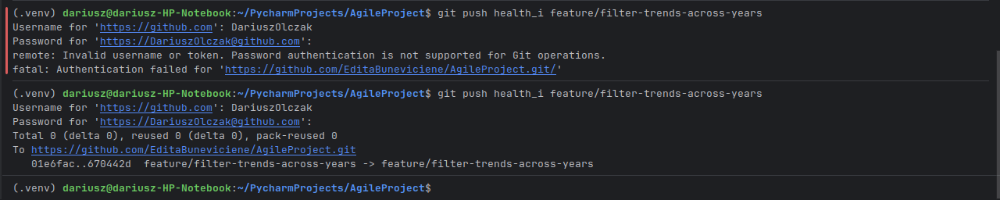 (.venv) dariusz@dariusz-HP-Notebook:~/PycharmProjects/AgileProject$ git push health_i feature/filter-trends-across-years
Username for 'https://github.com': DariuszOlczak
Password for 'https://DariuszOlczak@github.com':
remote: Invalid username or token. Password authentication is not supported for Git operations.
fatal: Authentication failed for 'https://github.com/EditaBuneviciene/AgileProject.git/'
(.venv) dariusz@dariusz-HP-Notebook:~/PycharmProjects/AgileProject$ git push health_i feature/filter-trends-across-years
Username for 'https://github.com': DariuszOlczak
Password for 'https://DariuszOlczak@github.com':
Total 0 (delta 0), reused 0 (delta 0), pack-reused 0
To https://github.com/EditaBuneviciene/AgileProject.git
   01e6fac..670442d  feature/filter-trends-across-years -> feature/filter-trends-across-years
(.venv) dariusz@dariusz-HP-Notebook:~/PycharmProjects/AgileProject$